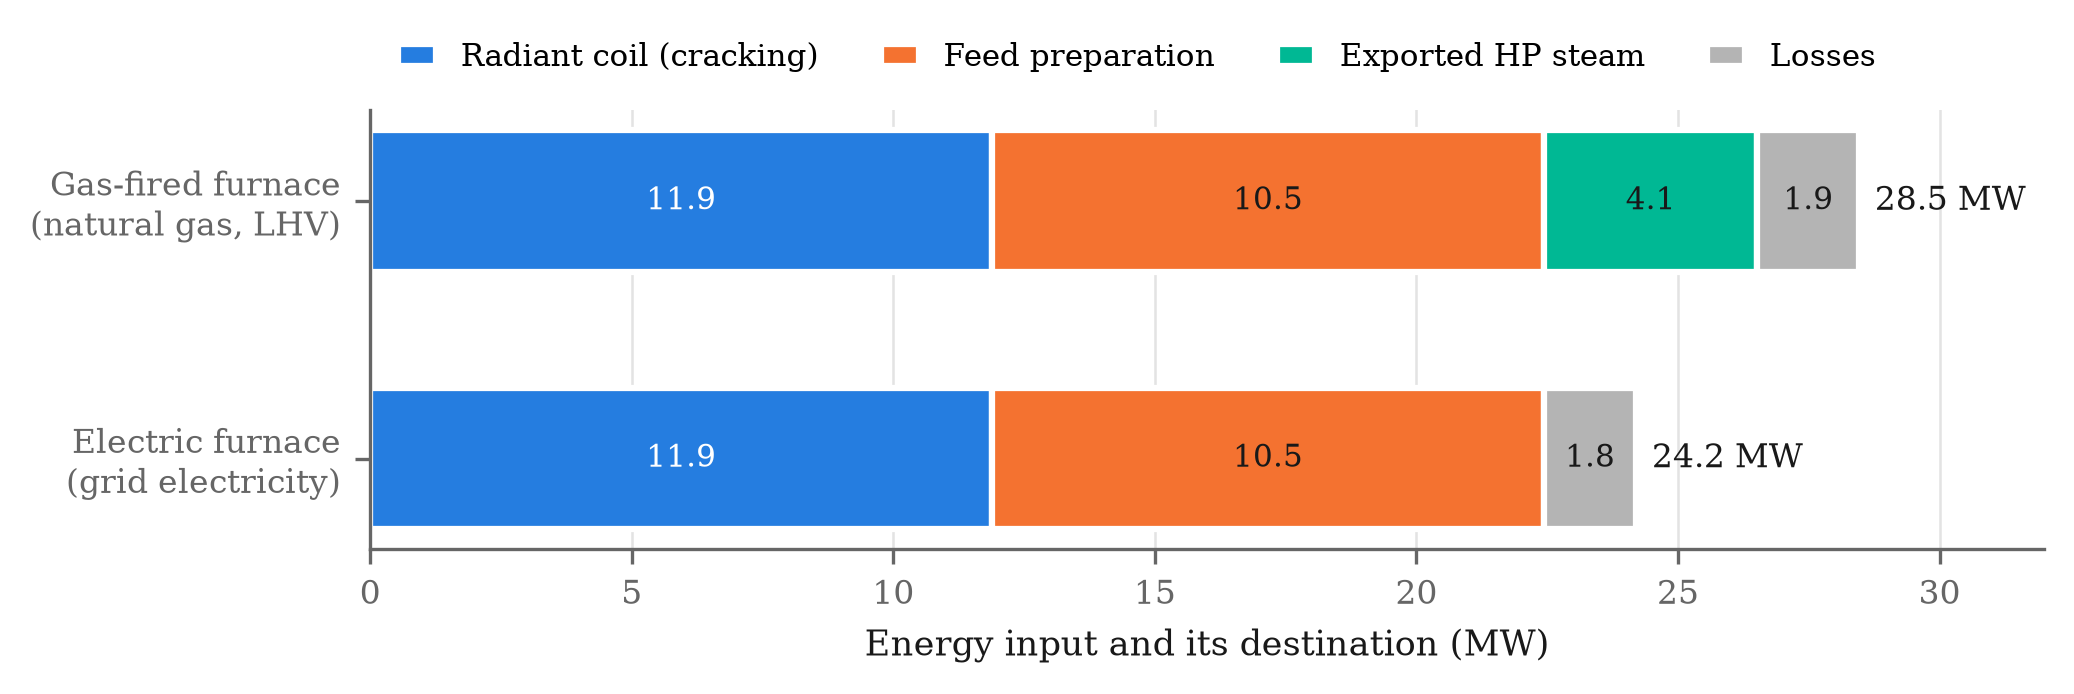 Radiant coil (cracking) Feed preparation Exported HP steam Losses
Gas-fired furnace
(natural gas, LHV)
11.9 10.5 4.1 1.9 28.5 MW
Electric furnace
(grid electricity)
11.9 10.5 1.8 24.2 MW
0 5 10 15 20 25 30
Energy input and its destination (MW)